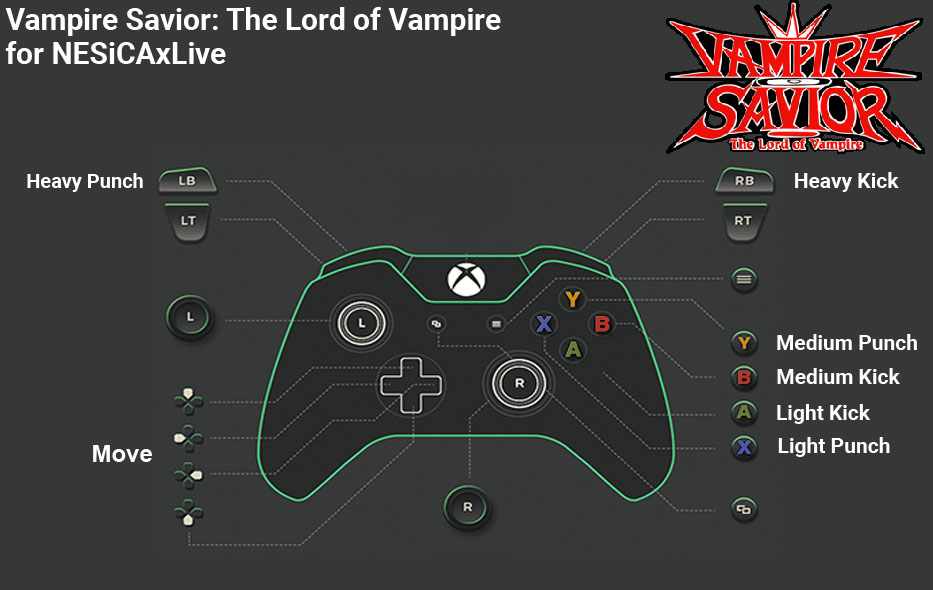 Vampire Savior: The Lord of Vampire
for NESiCAxLive
VAMPIRE
SAVIOR
The Lord of Vampire
Heavy Punch
LB
RB
Heavy Kick
LT
RT
L
L
Y
X
B
A
R
Y
Medium Punch
B
Medium Kick
A
Light Kick
X
Light Punch
Move
R